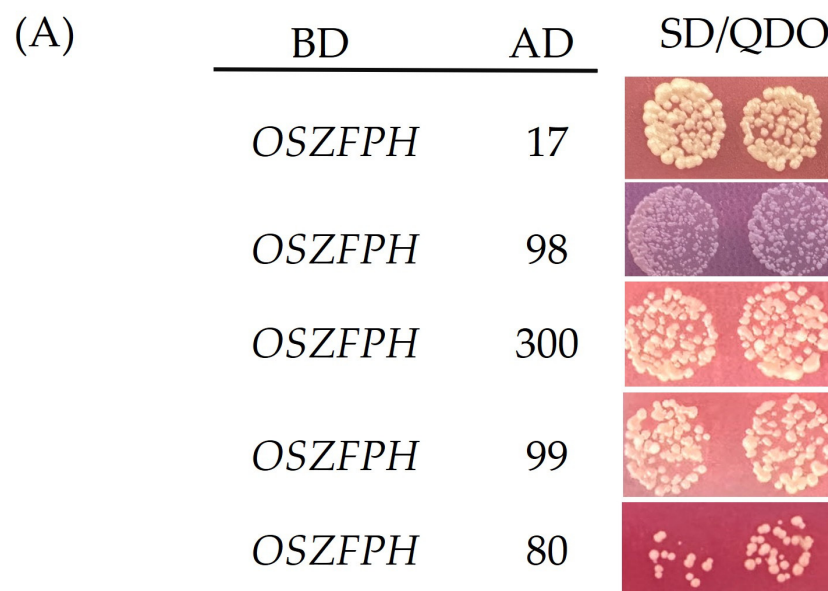 (A)
BD AD SD/QDO
OSZFPH 17
OSZFPH 98
OSZFPH 300
OSZFPH 99
OSZFPH 80